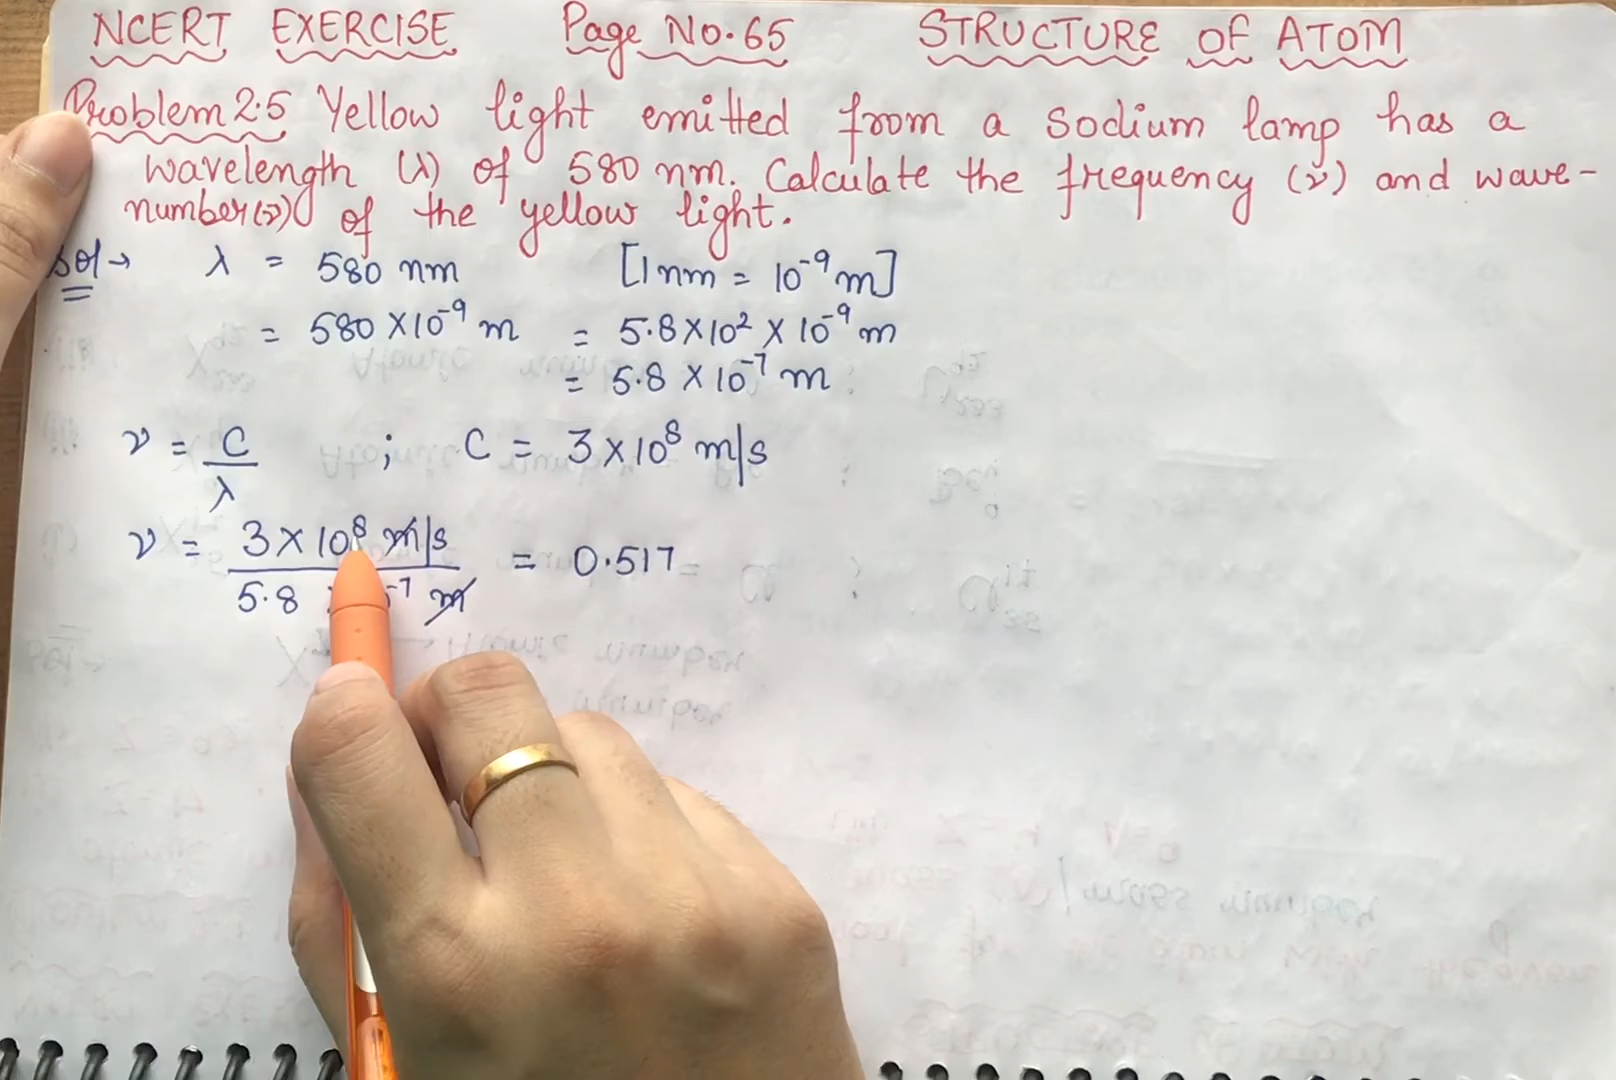 NCERT EXERCISE Page No.65 STRUCTURE OF ATOM
Problem 2.5 Yellow light emitted from a sodium lamp has a
wavelength (λ) of 580 nm. Calculate the frequency (ν) and wave-
number (ν̄) of the yellow light.
Sol → λ = 580 nm [1 nm = 10⁻⁹ m]
= 580 × 10⁻⁹ m = 5.8 × 10² × 10⁻⁹ m
= 5.8 × 10⁻⁷ m
ν = C/λ ; C = 3 × 10⁸ m/s
ν = 3 × 10⁸ m/s = 0.517
5.8 ⁻⁷ m